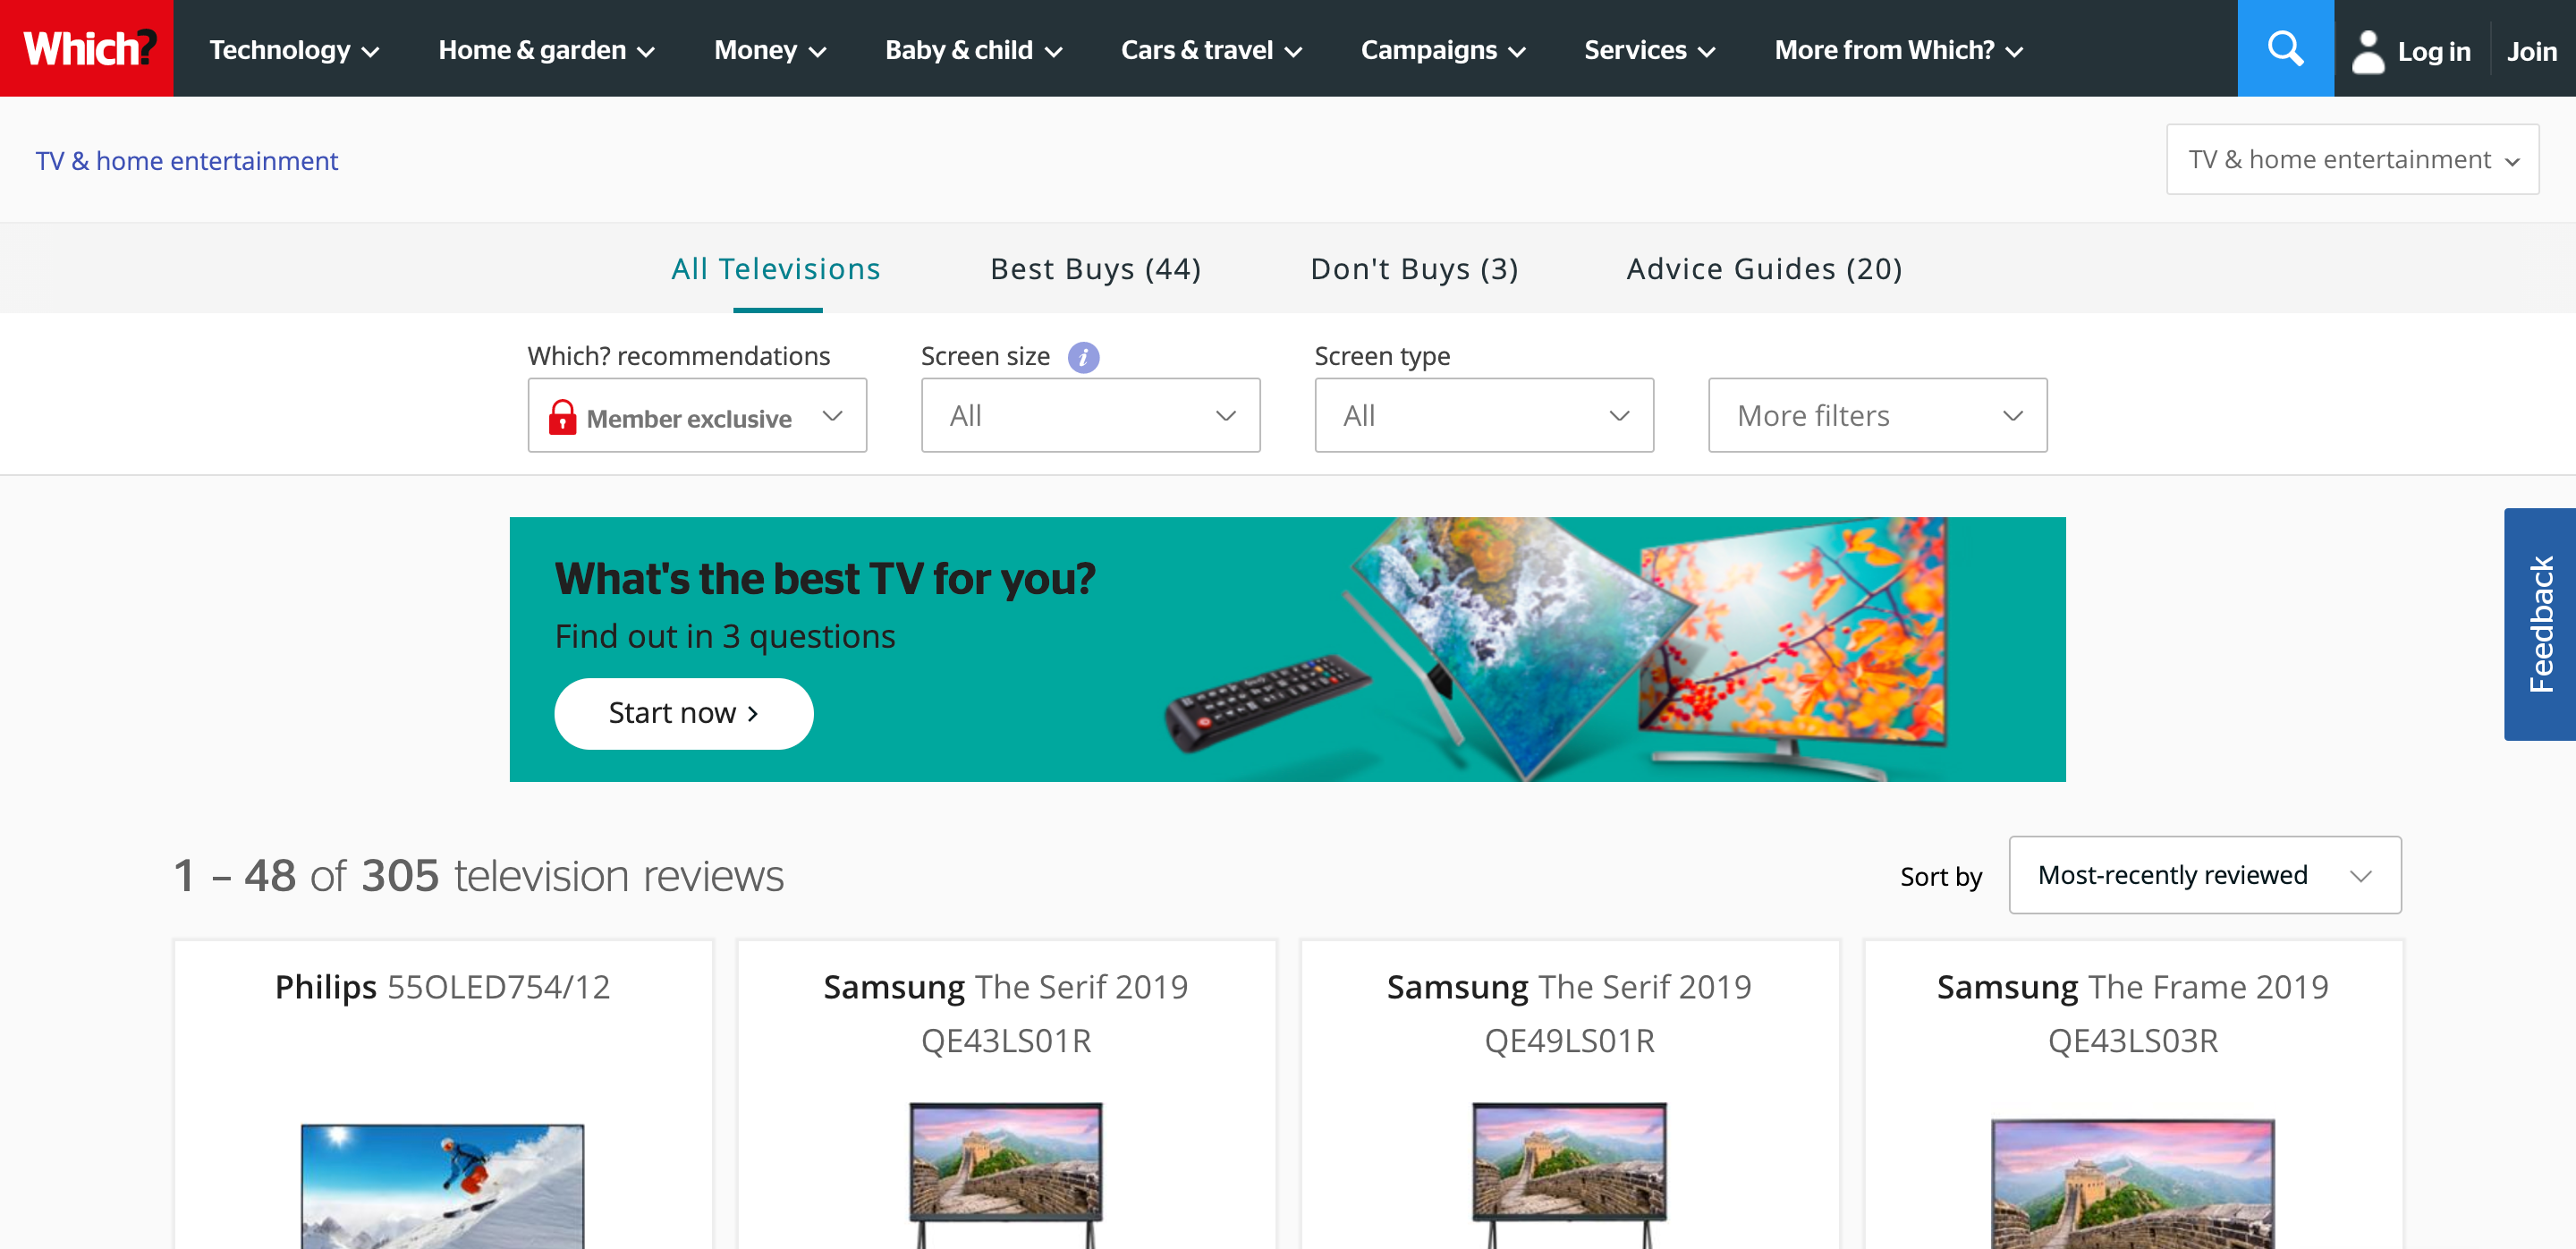 Which?
Technology
Home & garden
Money
Baby & child
Cars & travel
Campaigns
Services
More from Which?
Log in
Join
TV & home entertainment
TV & home entertainment
All Televisions
Best Buys (44)
Don't Buys (3)
Advice Guides (20)
Which? recommendations
Member exclusive
Screen size i
All
Screen type
All
More filters
What's the best TV for you?
Find out in 3 questions
Start now
Feedback
1 – 48 of 305 television reviews
Sort by
Most-recently reviewed
Philips 55OLED754/12
Samsung The Serif 2019
QE43LS01R
Samsung The Serif 2019
QE49LS01R
Samsung The Frame 2019
QE43LS03R